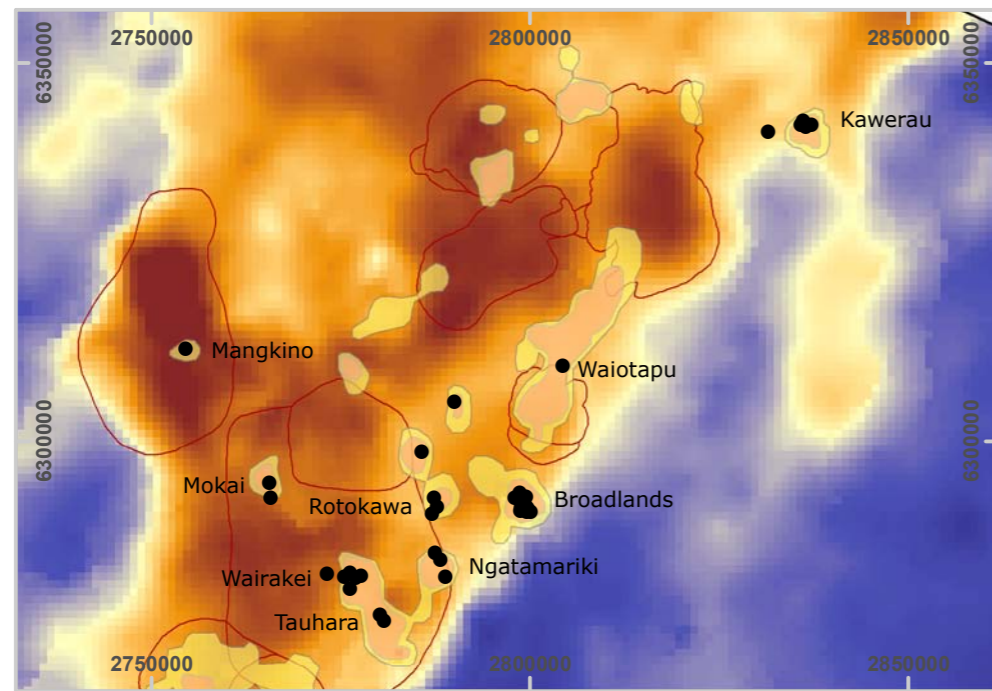 2750000 2800000 2850000
6350000 6350000
Kawerau
Mangkino
Waiotapu
6300000 6300000
Mokai
Rotokawa
Broadlands
Ngatamariki
Wairakei
Tauhara
2750000 2800000 2850000